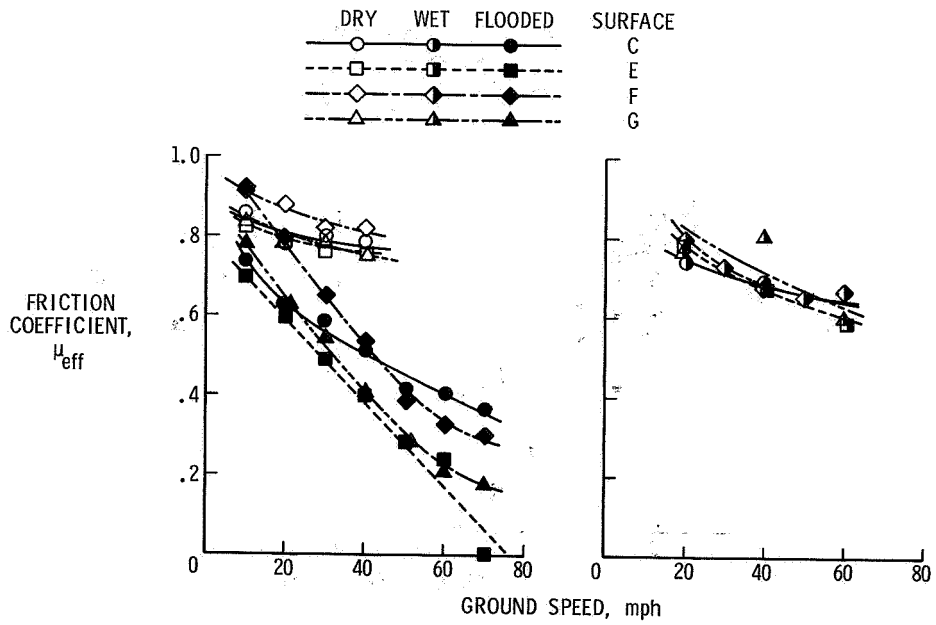 DRY WET FLOODED SURFACE
C
E
F
G
1.0
.8
.6
.4
.2
0
20 40 60 80
0 20 40 60 80
FRICTION
COEFFICIENT,
μeff
GROUND SPEED, mph